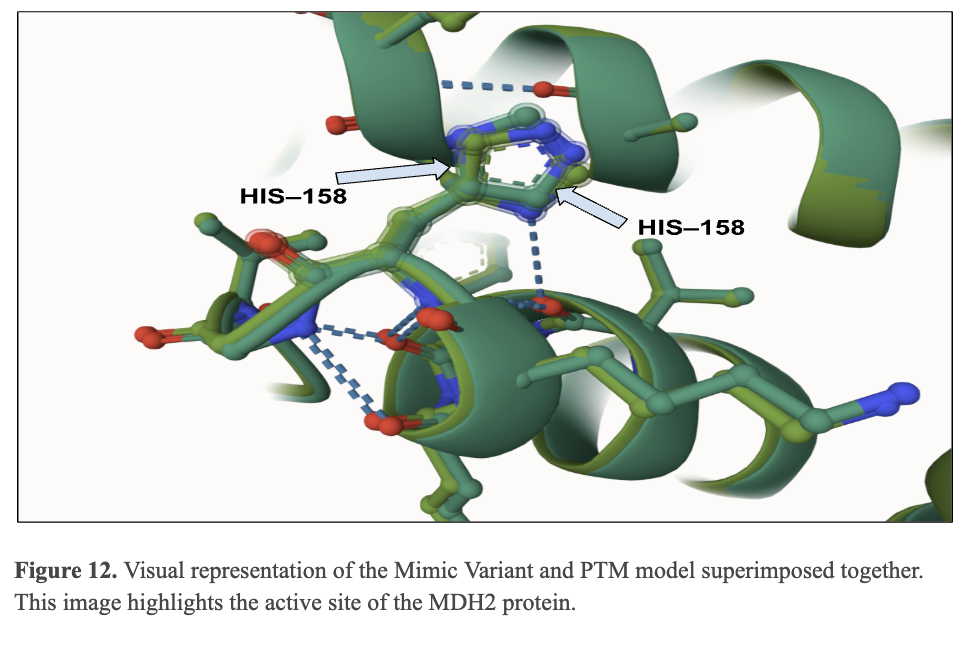 HIS–158
HIS–158
Figure 12. Visual representation of the Mimic Variant and PTM model superimposed together.
This image highlights the active site of the MDH2 protein.